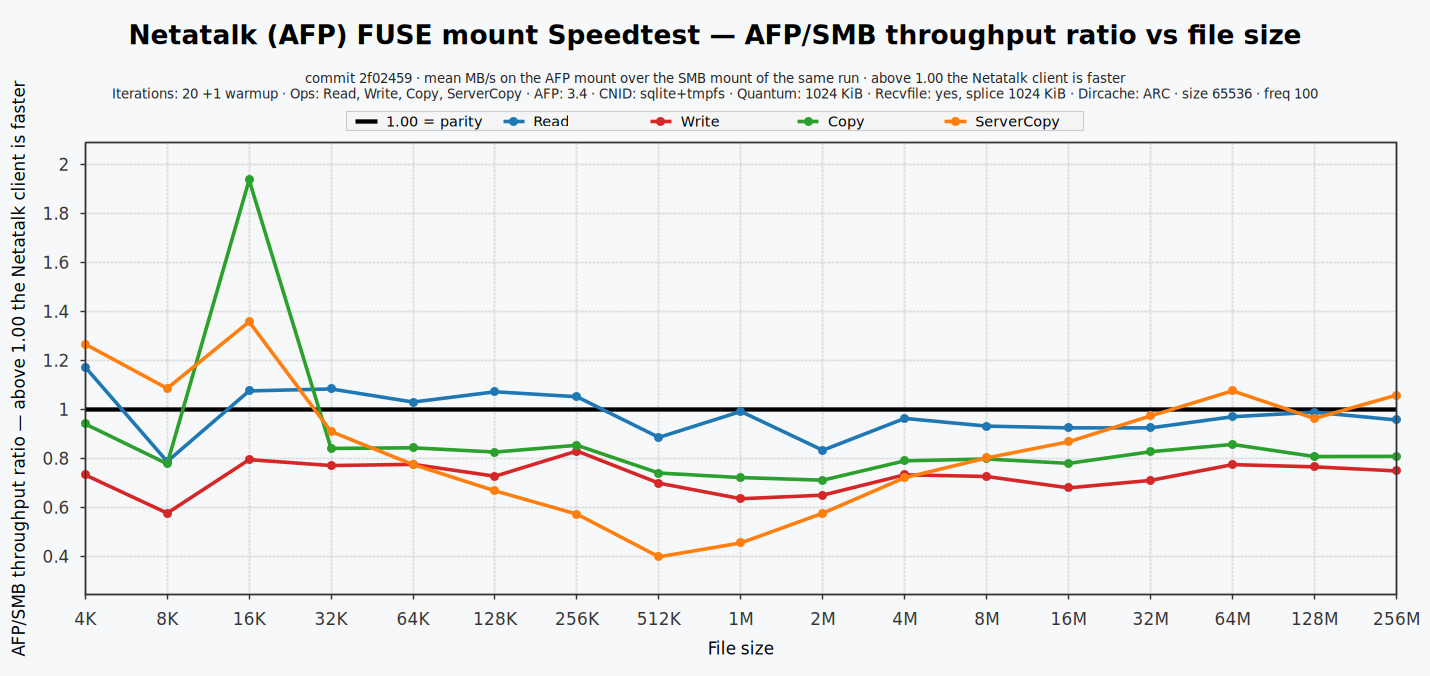 Netatalk (AFP) FUSE mount Speedtest — AFP/SMB throughput ratio vs file size
commit 2f02459 · mean MB/s on the AFP mount over the SMB mount of the same run · above 1.00 the Netatalk client is faster
Iterations: 20 +1 warmup · Ops: Read, Write, Copy, ServerCopy · AFP: 3.4 · CNID: sqlite+tmpfs · Quantum: 1024 KiB · Recvfile: yes, splice 1024 KiB · Dircache: ARC · size 65536 · freq 100
1.00 = parity Read Write Copy ServerCopy
AFP/SMB throughput ratio — above 1.00 the Netatalk client is faster
2
1.8
1.6
1.4
1.2
1
0.8
0.6
0.4
4K 8K 16K 32K 64K 128K 256K 512K 1M 2M 4M 8M 16M 32M 64M 128M 256M
File size